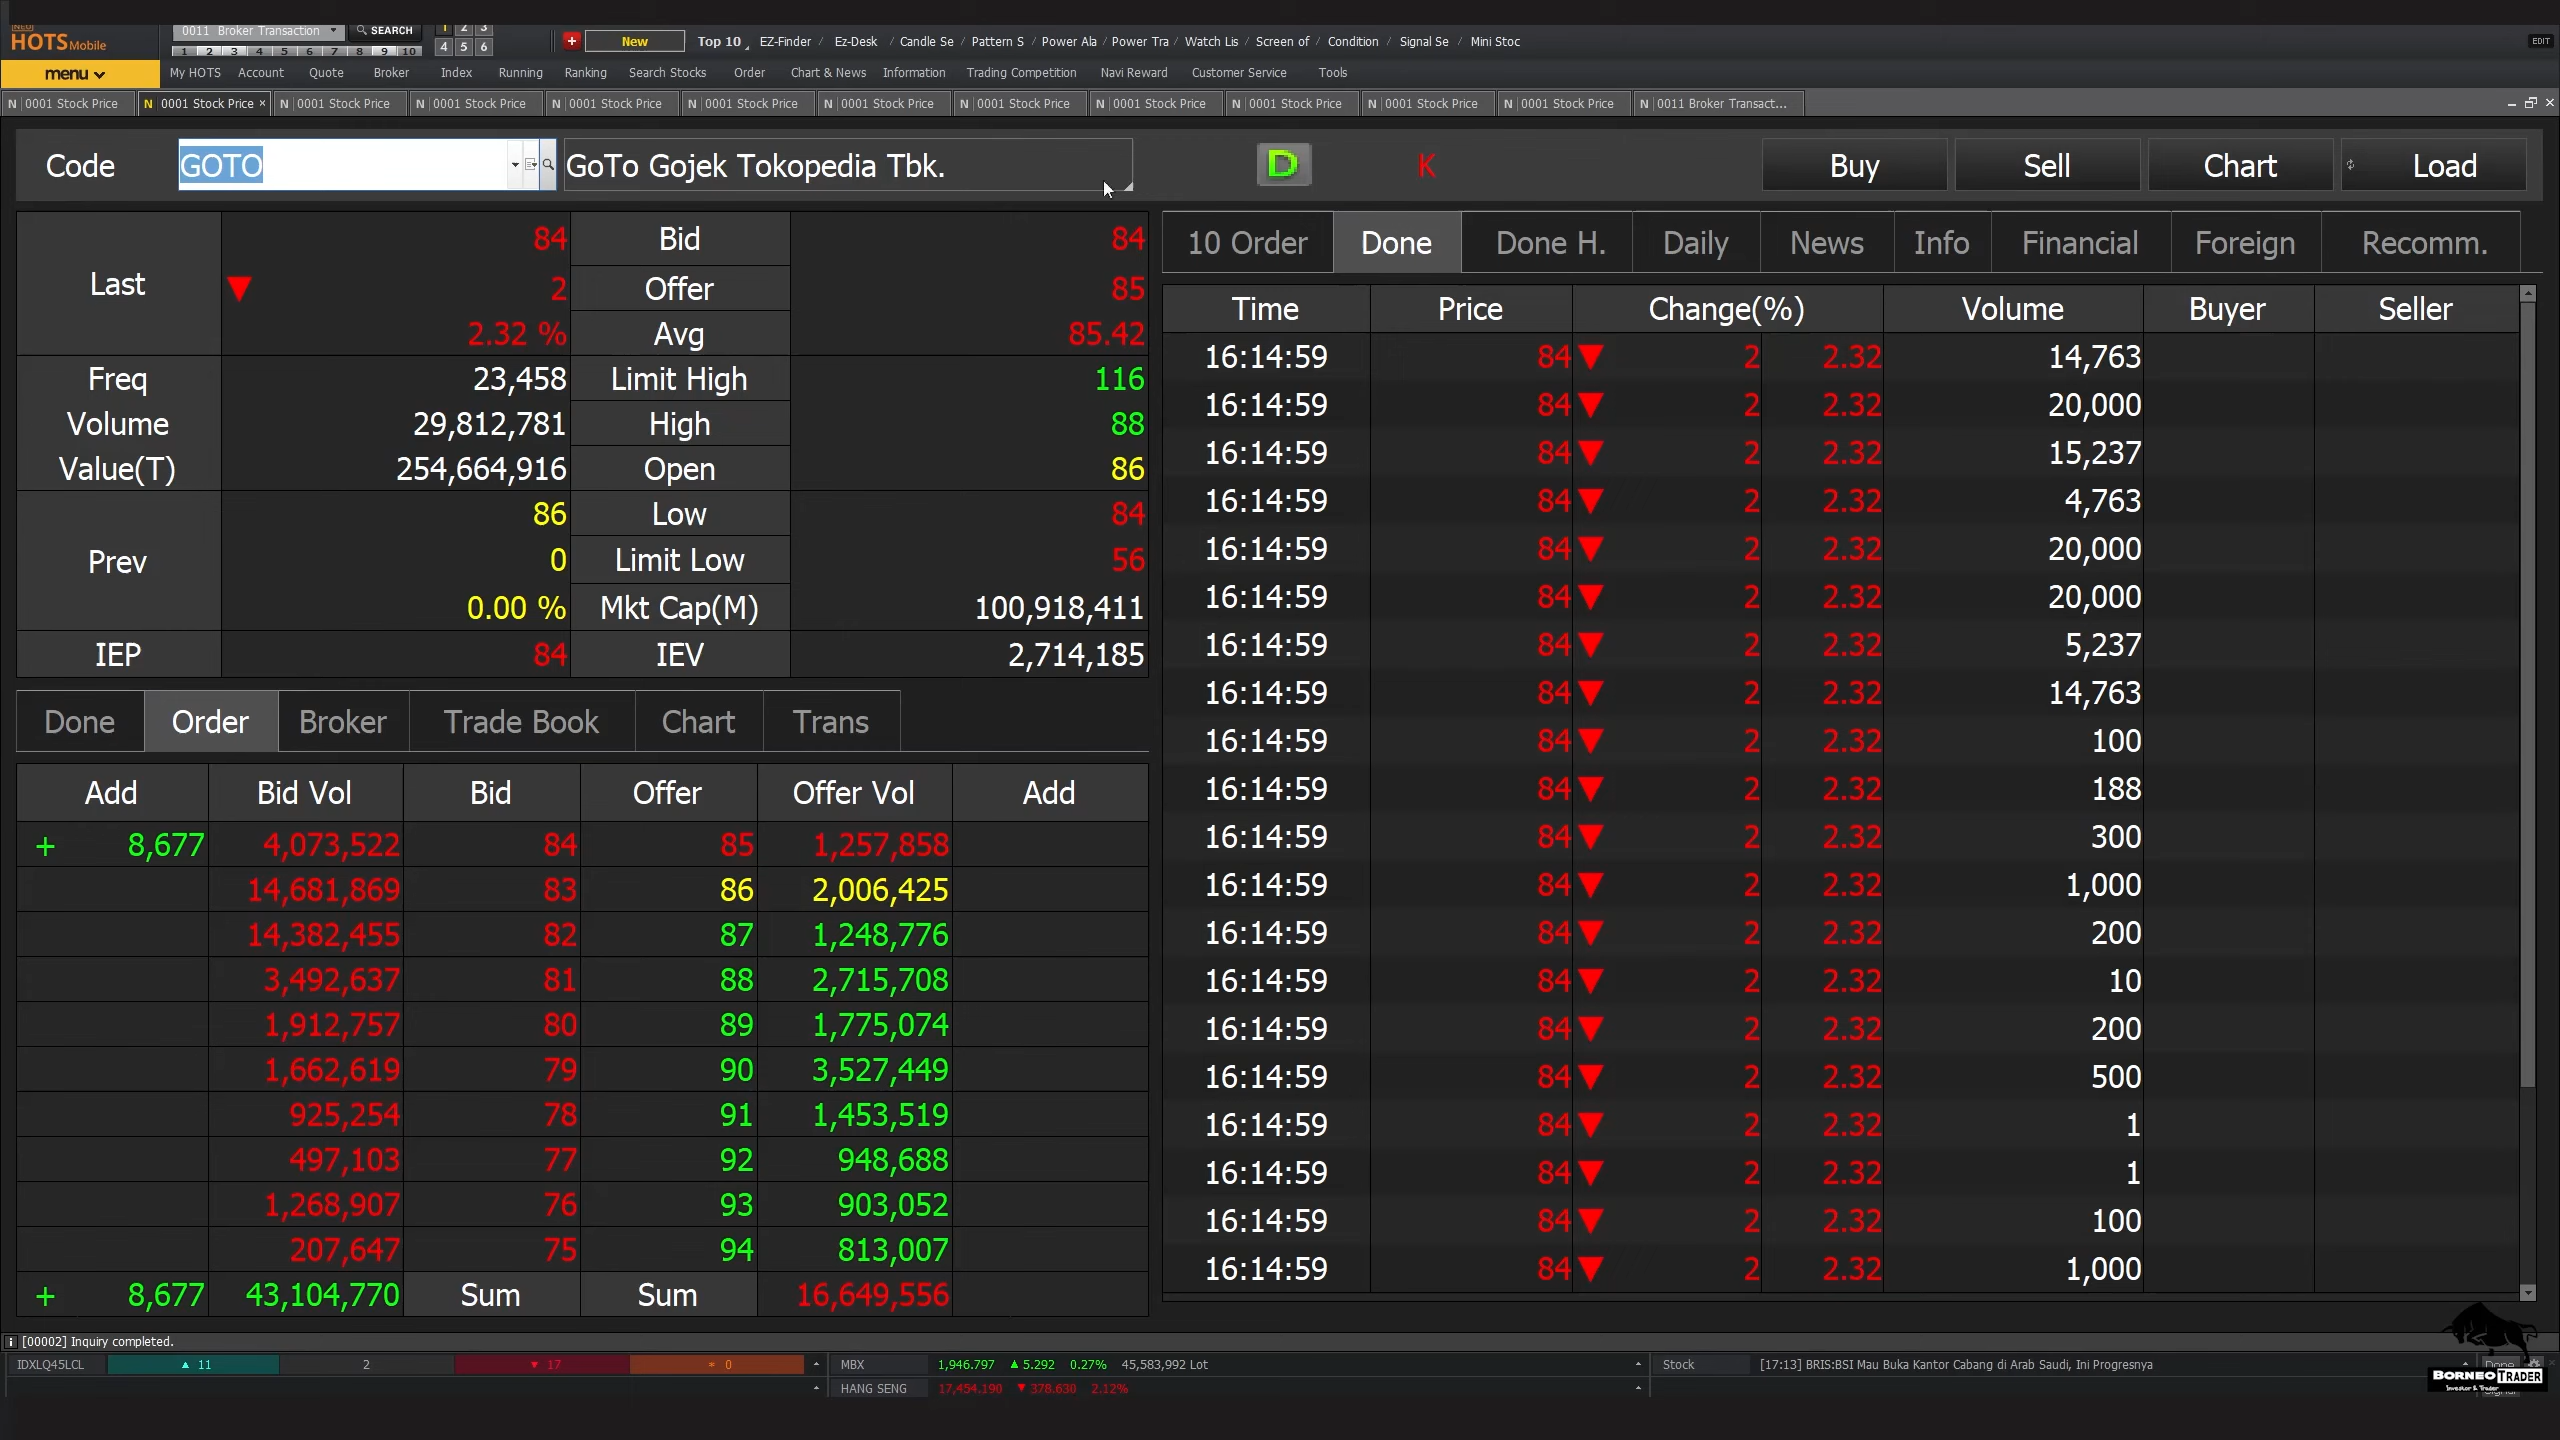 HOTS Mobile
0011 Broker Transaction SEARCH 1 2 3
1 2 3 4 5 6 7 8 9 10 4 5 6
New Top 10 EZ-Finder / Ez-Desk / Candle Se / Pattern S / Power Ala / Power Tra / Watch Lis / Screen of / Condition / Signal Se / Mini Stoc EDIT
menu My HOTS Account Quote Broker Index Running Ranking Search Stocks Order Chart & News Information Trading Competition Navi Reward Customer Service Tools
N 0001 Stock Price N 0001 Stock Price × N 0001 Stock Price N 0001 Stock Price N 0001 Stock Price N 0001 Stock Price N 0001 Stock Price N 0001 Stock Price N 0001 Stock Price N 0001 Stock Price N 0001 Stock Price N 0001 Stock Price N 0011 Broker Transact...
Code GOTO GoTo Gojek Tokopedia Tbk. D K Buy Sell Chart Load
Last 84 Bid 84
▼ 2 Offer 85
2.32 % Avg 85.42
Freq 23,458 Limit High 116
Volume 29,812,781 High 88
Value(T) 254,664,916 Open 86
Prev 86 Low 84
0 Limit Low 56
0.00 % Mkt Cap(M) 100,918,411
IEP 84 IEV 2,714,185
Done Order Broker Trade Book Chart Trans
Add Bid Vol Bid Offer Offer Vol Add
+ 8,677 4,073,522 84 85 1,257,858
14,681,869 83 86 2,006,425
14,382,455 82 87 1,248,776
3,492,637 81 88 2,715,708
1,912,757 80 89 1,775,074
1,662,619 79 90 3,527,449
925,254 78 91 1,453,519
497,103 77 92 948,688
1,268,907 76 93 903,052
207,647 75 94 813,007
+ 8,677 43,104,770 Sum Sum 16,649,556
10 Order Done Done H. Daily News Info Financial Foreign Recomm.
Time Price Change(%) Volume Buyer Seller
16:14:59 84 ▼ 2 2.32 14,763
16:14:59 84 ▼ 2 2.32 20,000
16:14:59 84 ▼ 2 2.32 15,237
16:14:59 84 ▼ 2 2.32 4,763
16:14:59 84 ▼ 2 2.32 20,000
16:14:59 84 ▼ 2 2.32 20,000
16:14:59 84 ▼ 2 2.32 5,237
16:14:59 84 ▼ 2 2.32 14,763
16:14:59 84 ▼ 2 2.32 100
16:14:59 84 ▼ 2 2.32 188
16:14:59 84 ▼ 2 2.32 300
16:14:59 84 ▼ 2 2.32 1,000
16:14:59 84 ▼ 2 2.32 200
16:14:59 84 ▼ 2 2.32 10
16:14:59 84 ▼ 2 2.32 200
16:14:59 84 ▼ 2 2.32 500
16:14:59 84 ▼ 2 2.32 1
16:14:59 84 ▼ 2 2.32 1
16:14:59 84 ▼ 2 2.32 100
16:14:59 84 ▼ 2 2.32 1,000
[00002] Inquiry completed.
IDXLQ45LCL ▲ 11 2 ▼ 17 0 MBX 1,946.797 ▲ 5.292 0.27% 45,583,992 Lot Stock [17:13] BRIS:BSI Mau Buka Kantor Cabang di Arab Saudi, Ini Progresnya
HANG SENG 17,454.190 ▼ 378.630 2.12%
BORNEO TRADER
Investor & Trader